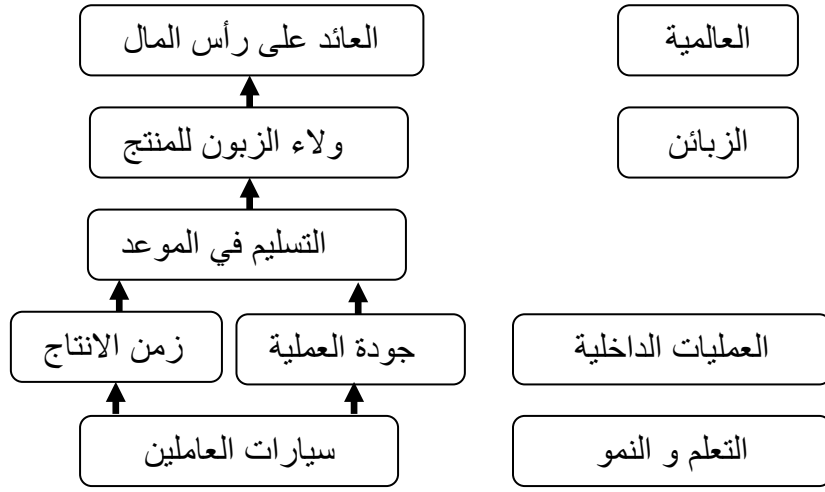 العائد على رأس المال
العالمية
ولاء الزبون للمنتج
الزبائن
التسليم في الموعد
زمن الانتاج
جودة العملية
العمليات الداخلية
سيارات العاملين
التعلم و النمو